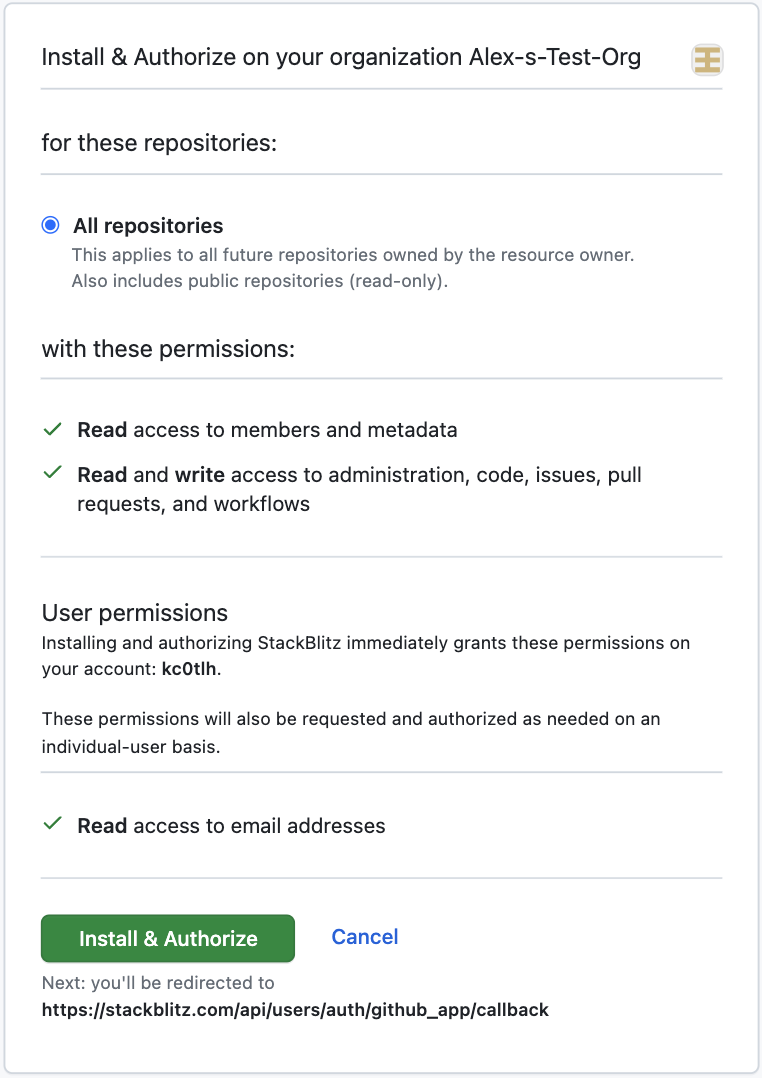 Install & Authorize on your organization Alex-s-Test-Org
for these repositories:
All repositories
This applies to all future repositories owned by the resource owner.
Also includes public repositories (read-only).
with these permissions:
Read access to members and metadata
Read and write access to administration, code, issues, pull
requests, and workflows
User permissions
Installing and authorizing StackBlitz immediately grants these permissions on
your account: kc0tlh.
These permissions will also be requested and authorized as needed on an
individual-user basis.
Read access to email addresses
Install & Authorize Cancel
Next: you'll be redirected to
https://stackblitz.com/api/users/auth/github_app/callback